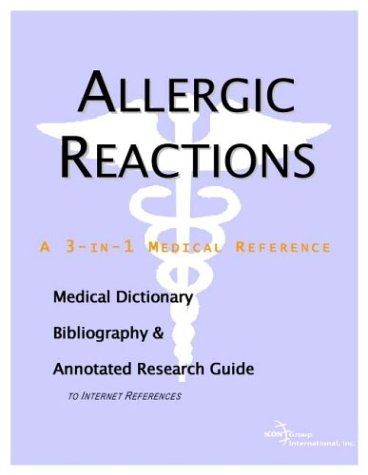 ALLERGIC
REACTIONS
A 3-IN-1 MEDICAL REFERENCE
Medical Dictionary
Bibliography &
Annotated Research Guide
TO INTERNET REFERENCES
ICON Group
International, Inc.